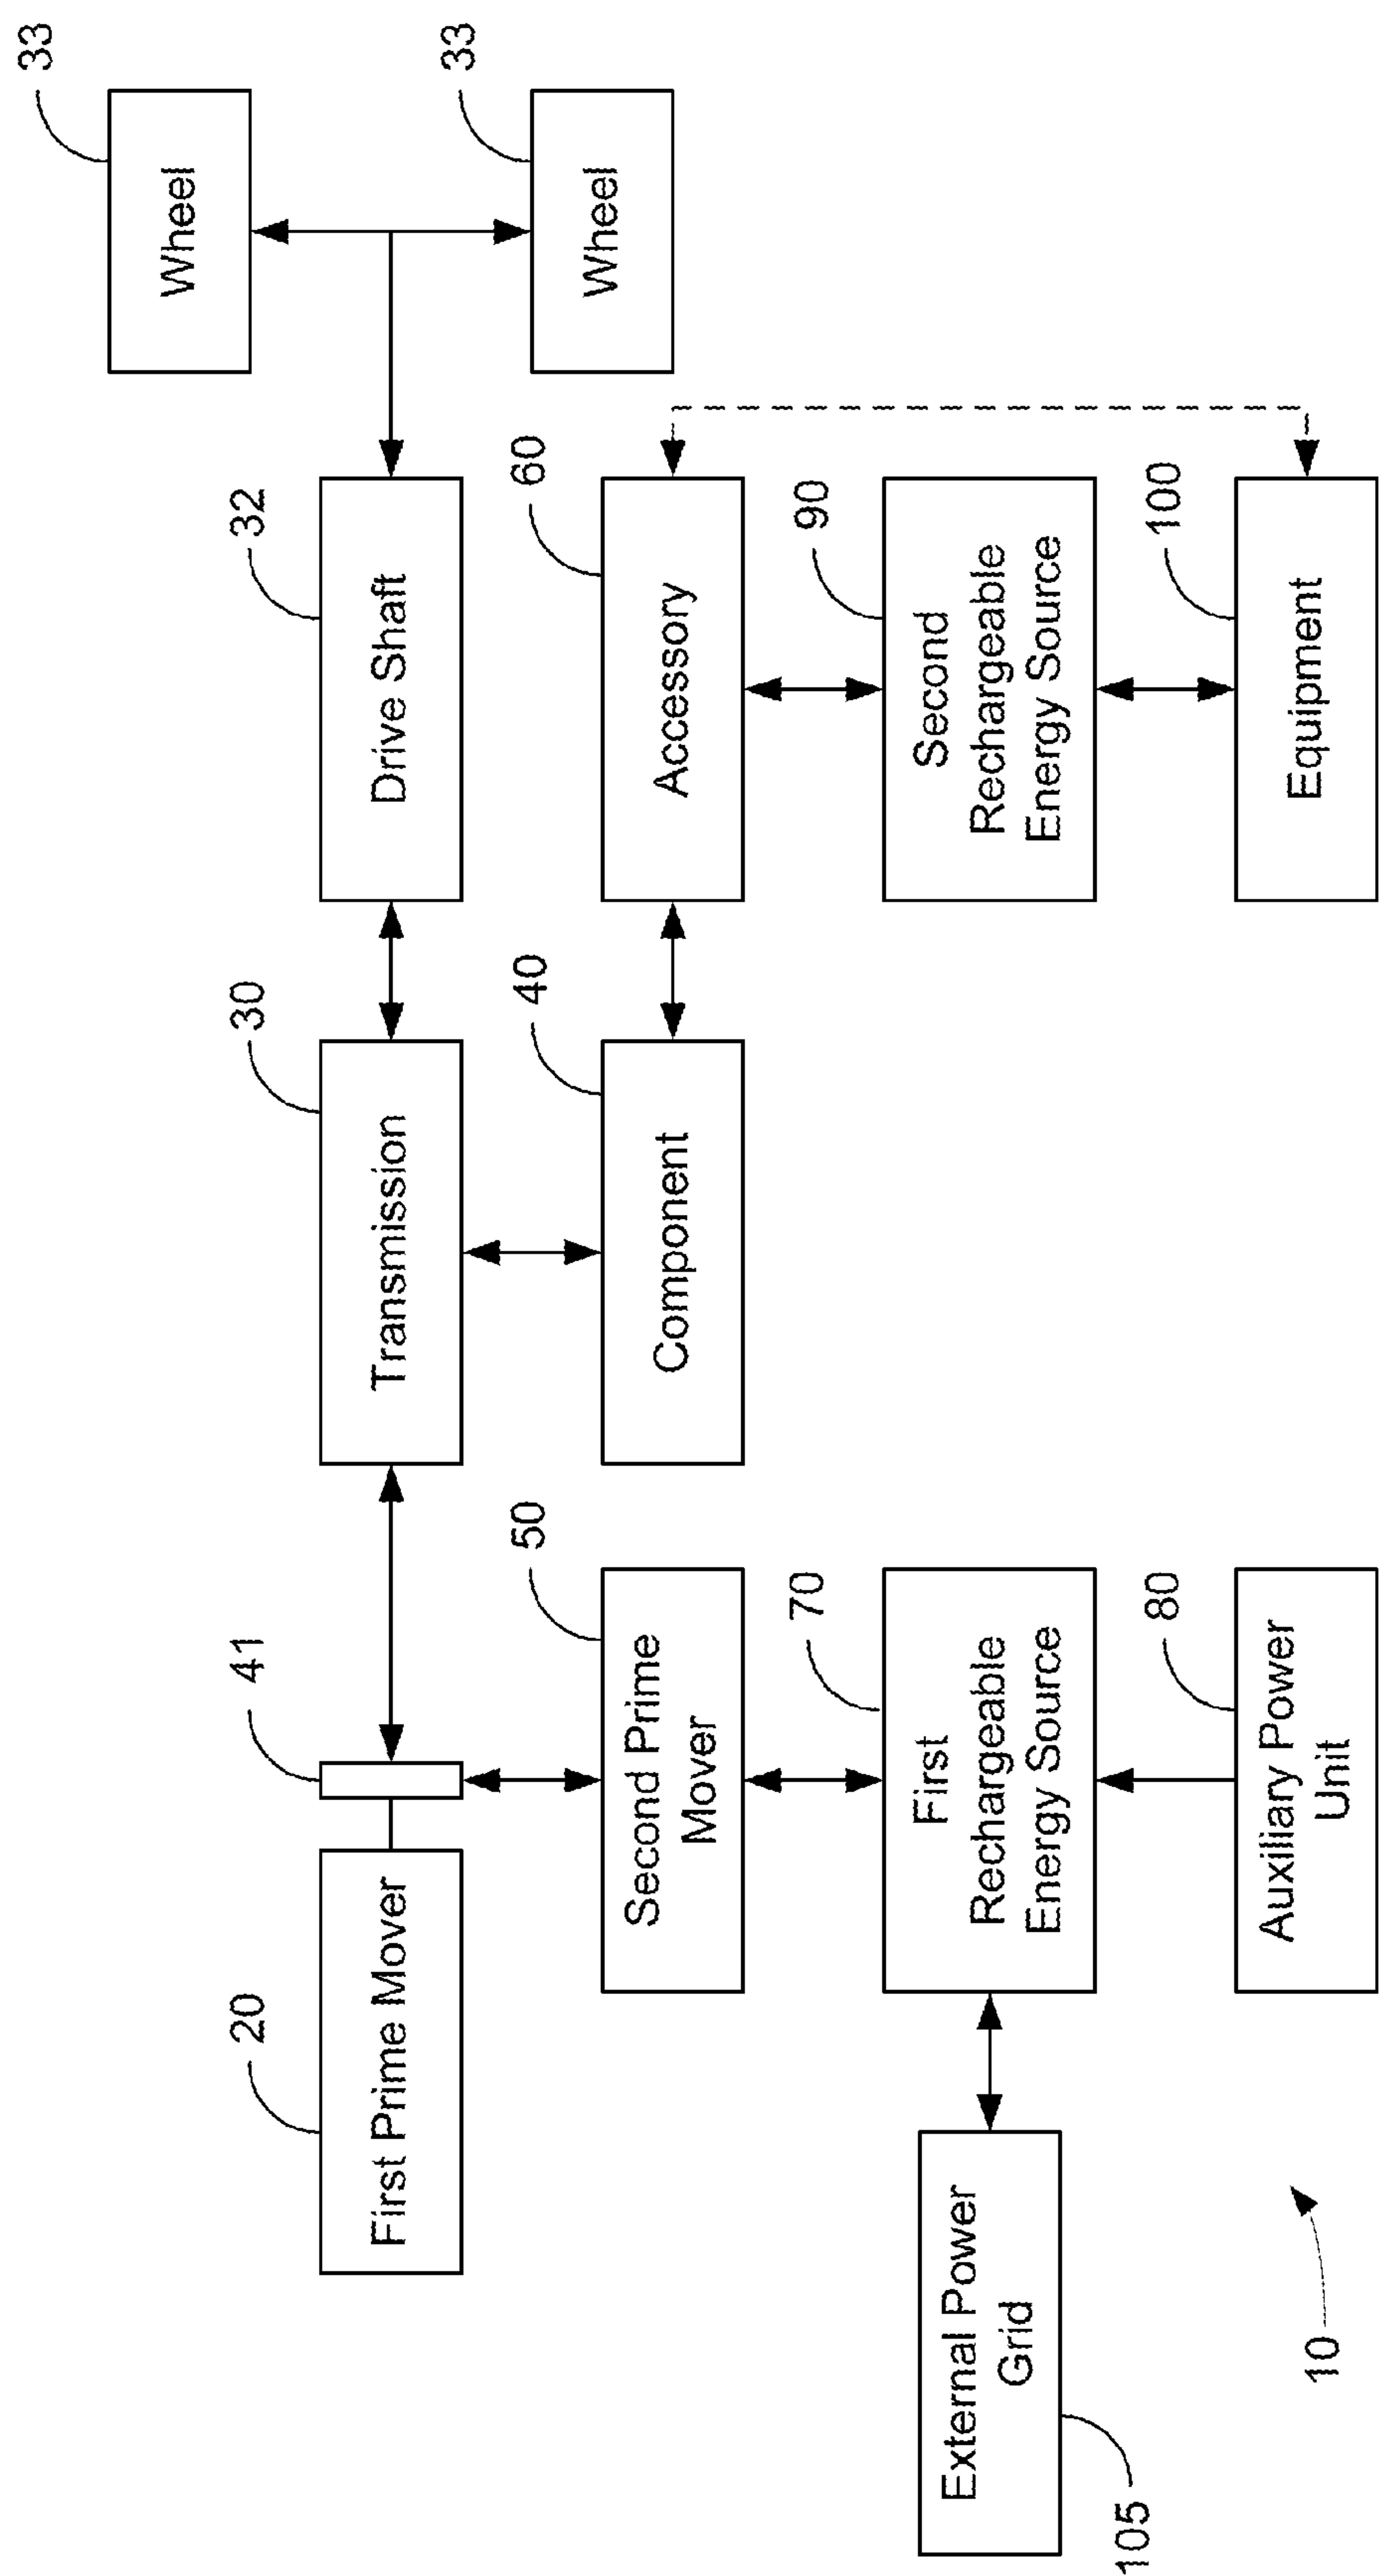 33
Wheel
33
Wheel
20
First Prime Mover
41
30
Transmission
32
Drive Shaft
50
Second Prime
Mover
40
Component
60
Accessory
105
External Power
Grid
70
First
Rechargeable
Energy Source
90
Second
Rechargeable
Energy Source
80
Auxiliary Power
Unit
100
Equipment
10